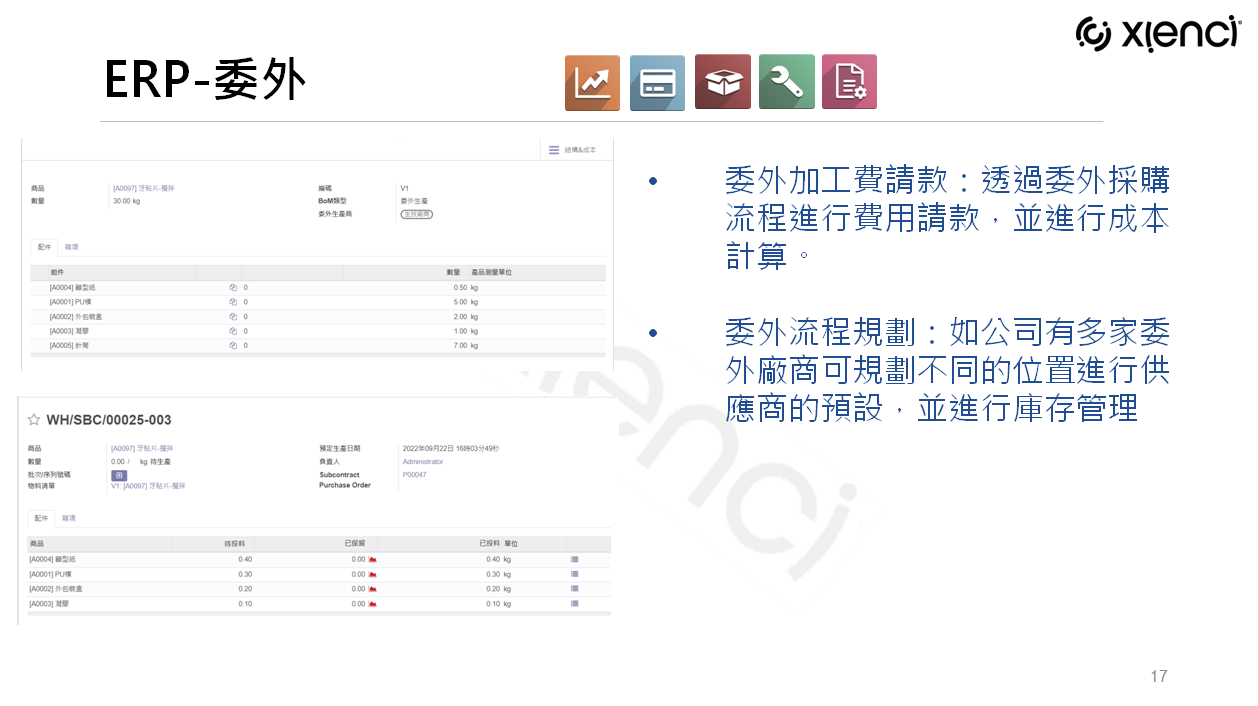 xienci
ERP-委外
結構&成本
商品 [A0097] 牙貼片-攪拌 編碼 V1
數量 30.00 kg BoM類型 委外生產
委外生產商 生技廠商
配件 雜項
組件 數量 產品測量單位
[A0004] 離型紙 0 0.50 kg
[A0001] PU模 0 5.00 kg
[A0002] 外包裝盒 0 2.00 kg
[A0003] 凝膠 0 1.00 kg
[A0005] 針筒 0 7.00 kg
WH/SBC/00025-003
商品 [A0097] 牙貼片-攪拌 預定生產日期 2022年09月22日 16時03分49秒
數量 0.00 / kg 待生產 負責人 Administrator
批次/序列號碼 Subcontract P00047
物料清單 V1: [A0097] 牙貼片-攪拌 Purchase Order
配件 雜項
商品 待投料 已保留 已投料 單位
[A0004] 離型紙 0.40 0.00 0.40 kg
[A0001] PU模 0.30 0.00 0.30 kg
[A0002] 外包裝盒 0.20 0.00 0.20 kg
[A0003] 凝膠 0.10 0.00 0.10 kg
• 委外加工費請款：透過委外採購
流程進行費用請款，並進行成本
計算。
• 委外流程規劃：如公司有多家委
外廠商可規劃不同的位置進行供
應商的預設，並進行庫存管理
xienci
17